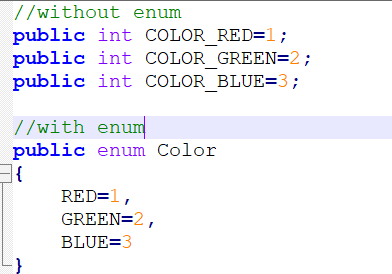 //without enum
public int COLOR_RED=1;
public int COLOR_GREEN=2;
public int COLOR_BLUE=3;
//with enum
public enum Color
{
RED=1,
GREEN=2,
BLUE=3
}